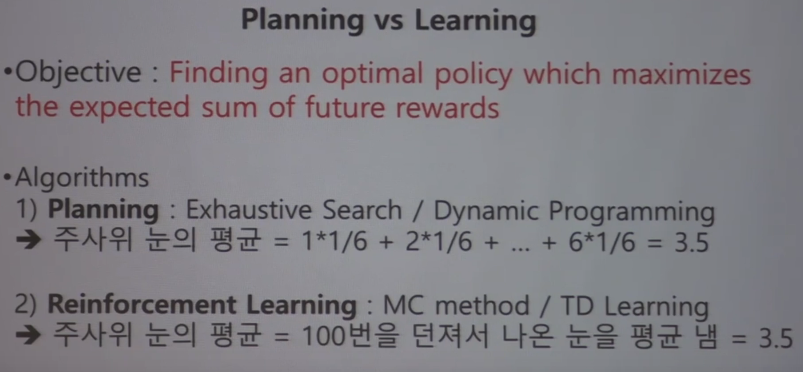 Planning vs Learning
•Objective : Finding an optimal policy which maximizes
the expected sum of future rewards
•Algorithms
1) Planning : Exhaustive Search / Dynamic Programming
➔ 주사위 눈의 평균 = 1*1/6 + 2*1/6 + ... + 6*1/6 = 3.5
2) Reinforcement Learning : MC method / TD Learning
➔ 주사위 눈의 평균 = 100번을 던져서 나온 눈을 평균 냄 = 3.5